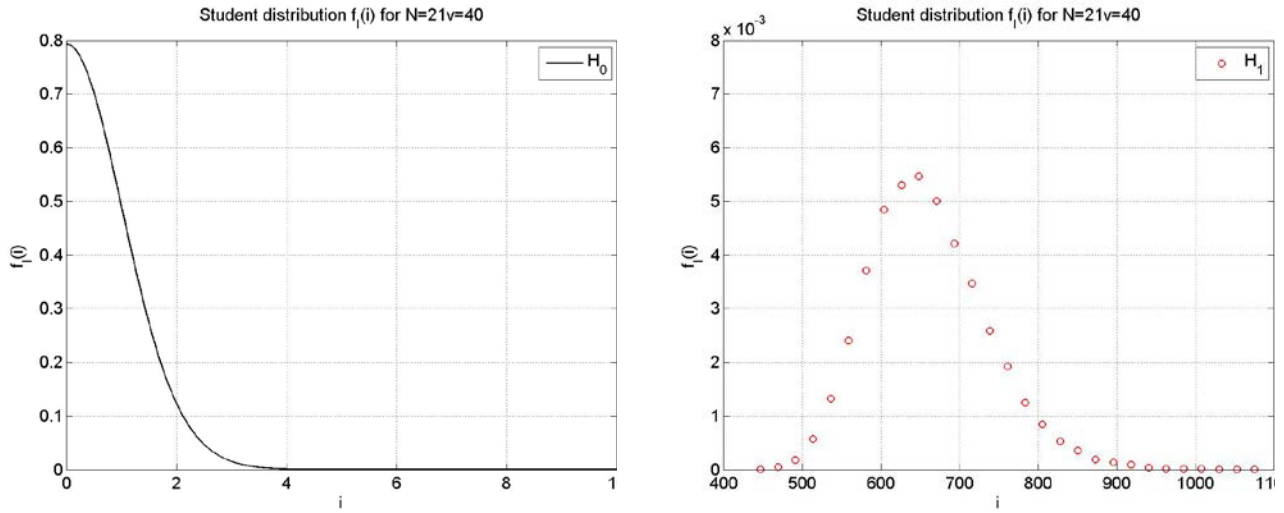 Student distribution f_I(i) for N=21v=40
H_0
f_I(i)
0.8
0.7
0.6
0.5
0.4
0.3
0.2
0.1
0
0 2 4 6 8 1
i
Student distribution f_I(i) for N=21v=40
× 10^-3
H_1
f_I(i)
8
7
6
5
4
3
2
1
0
400 500 600 700 800 900 1000 110
i